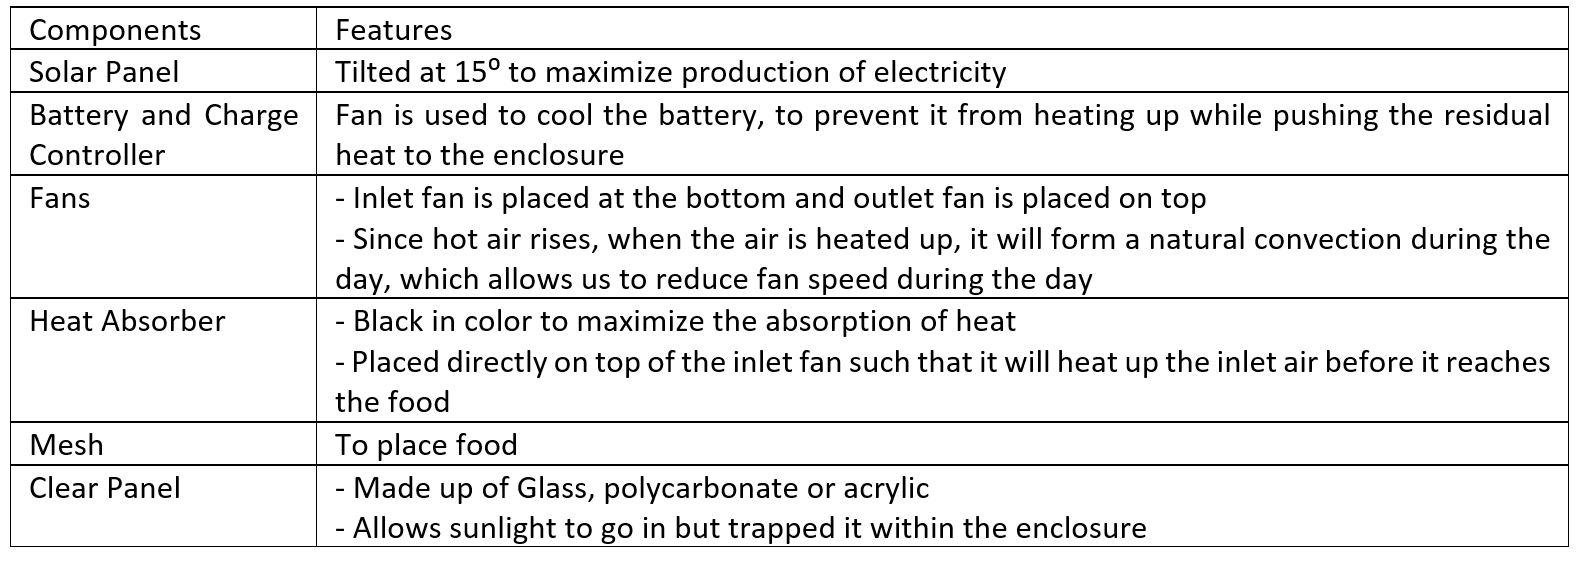 Components Features
Solar Panel Tilted at 15⁰ to maximize production of electricity
Battery and Charge Controller Fan is used to cool the battery, to prevent it from heating up while pushing the residual
heat to the enclosure
Fans - Inlet fan is placed at the bottom and outlet fan is placed on top
- Since hot air rises, when the air is heated up, it will form a natural convection during the
day, which allows us to reduce fan speed during the day
Heat Absorber - Black in color to maximize the absorption of heat
- Placed directly on top of the inlet fan such that it will heat up the inlet air before it reaches
the food
Mesh To place food
Clear Panel - Made up of Glass, polycarbonate or acrylic
- Allows sunlight to go in but trapped it within the enclosure